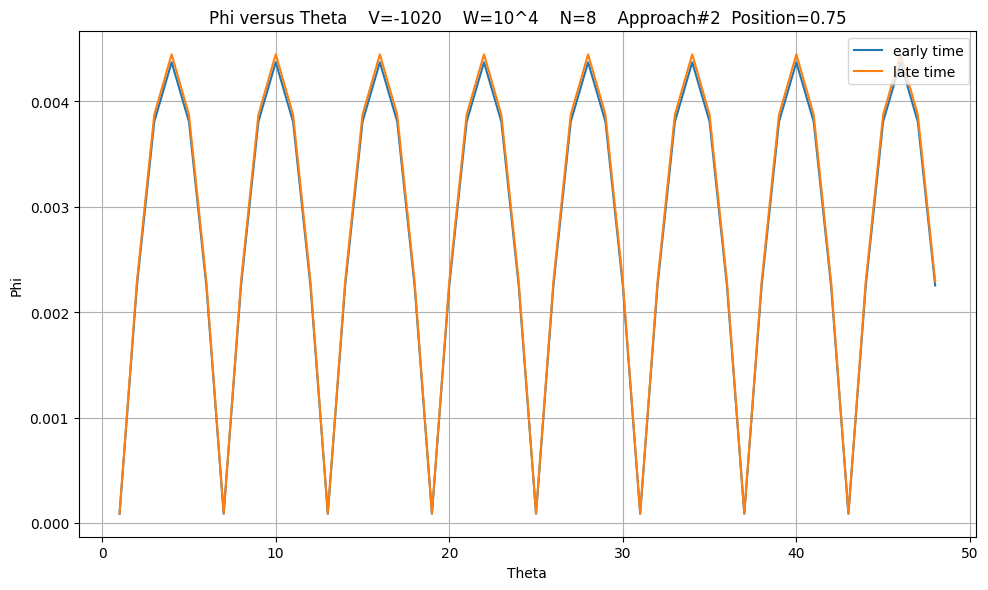 Phi versus Theta    V=-1020    W=10^4    N=8    Approach#2  Position=0.75
early time
late time
Phi
0.004
0.003
0.002
0.001
0.000
0
10
20
30
40
50
Theta